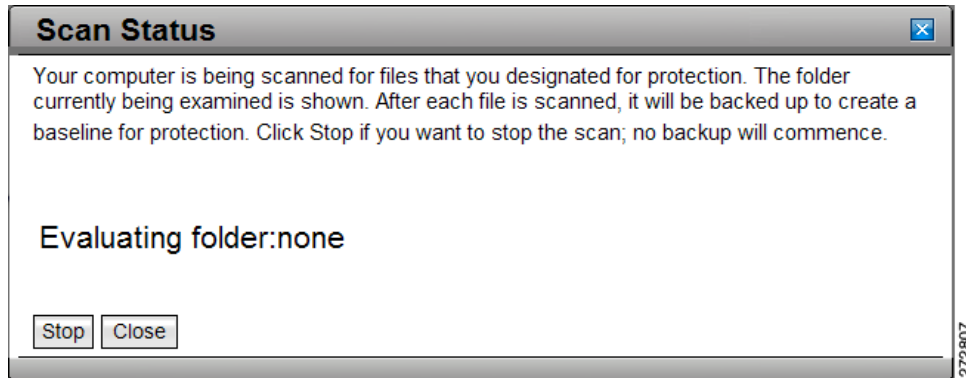 Scan Status
Your computer is being scanned for files that you designated for protection. The folder
currently being examined is shown. After each file is scanned, it will be backed up to create a
baseline for protection. Click Stop if you want to stop the scan; no backup will commence.
Evaluating folder:none
Stop Close
272807